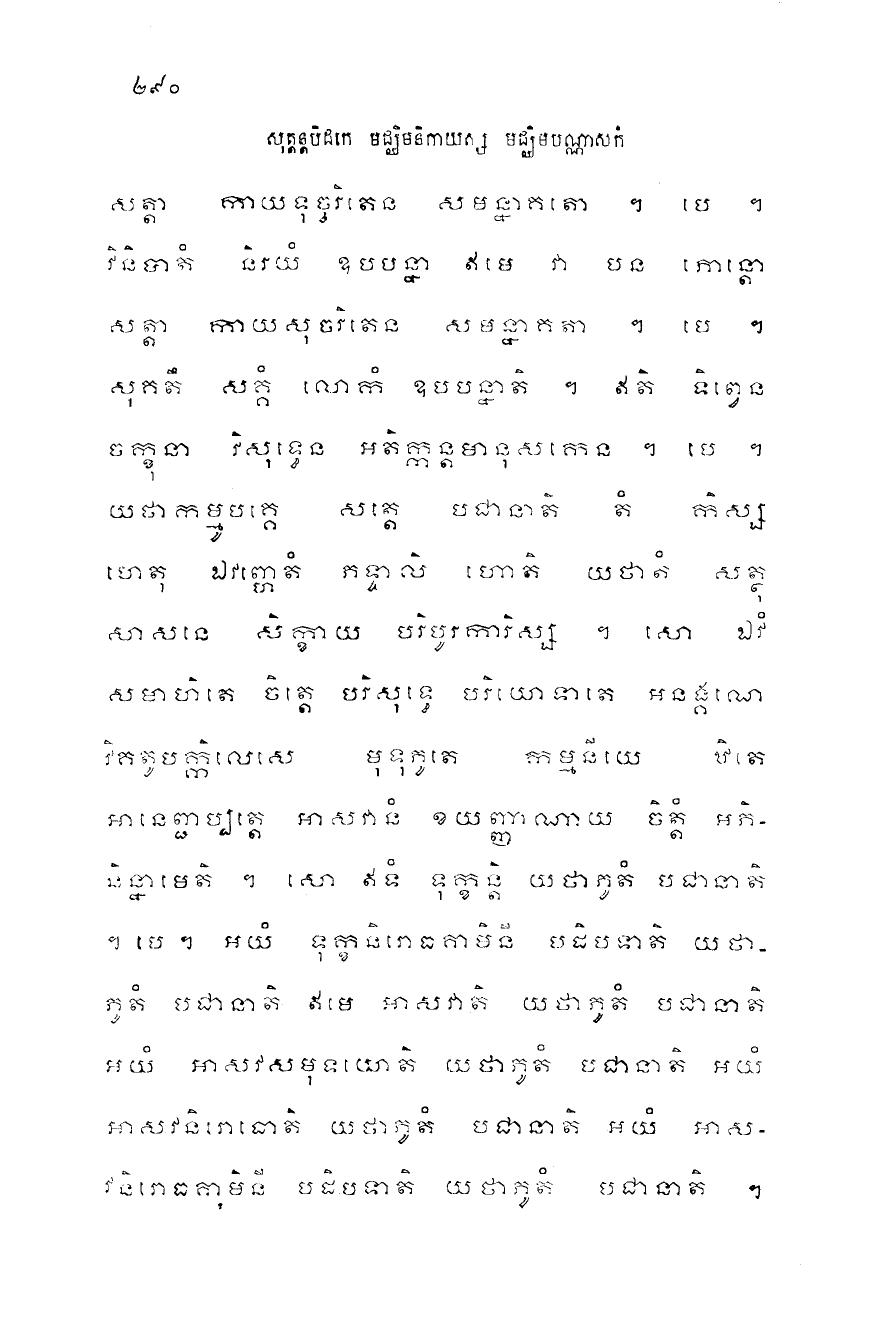 ២៩០
សុត្តន្តបិដកេ មជ្ឈិមនិកាយស្ស មជ្ឈិមបណ្ណាសកំ
សត្តា កាយទុច្ចរិតេន សមន្នាគតោ ។ បេ ។
វិនិបាតំ និរយំ ឧបបន្នា ឥមេ វា បន ភោន្តោ
សត្តា កាយសុចរិតេន សមន្នាគតា ។ បេ ។
សុគតឹ សគ្គំ លោកំ ឧបបន្នាតិ ។ ឥតិ ទិព្វេន
ចក្ខុនា វិសុទ្ធេន អតិក្កន្តមានុសកេន ។ បេ ។
យថាកម្មូបគេ្គ សតេ្ត បជានាតិ តំ កិស្ស
ហេតុ ឯវញ្ហេតំ ភទ្ទាលិ ហោតិ យថាតំ សត្ថុ
សាសនេ សិក្ខាយ បរិបូរការិស្ស ។ សោ ឯវំ
សមាហិតេ ចិត្តេ បរិសុទ្ធេ បរិយោទាតេ អនង្គណេ
វិគតូបក្កិលេសេ មុទុភូតេ កម្មនីយេ ឋិតេ
អានេញ្ជប្បត្តេ អាសវានំ ខយញ្ញាណាយ ចិត្តំ អភិ-
និន្នាមេតិ ។ សោ ឥទំ ទុក្ខន្តិ យថាភូតំ បជានាតិ
។ បេ ។ អយំ ទុក្ខនិរោធគាមិនី បដិបទាតិ យថា-
ភូតំ បជានាតិ ឥមេ អាសវាតិ យថាភូតំ បជានាតិ
អយំ អាសវសមុទយោតិ យថាភូតំ បជានាតិ អយំ
អាសវនិរោធោតិ យថាភូតំ បជានាតិ អយំ អាស-
វនិរោធគាមិនី បដិបទាតិ យថាភូតំ បជានាតិ ។